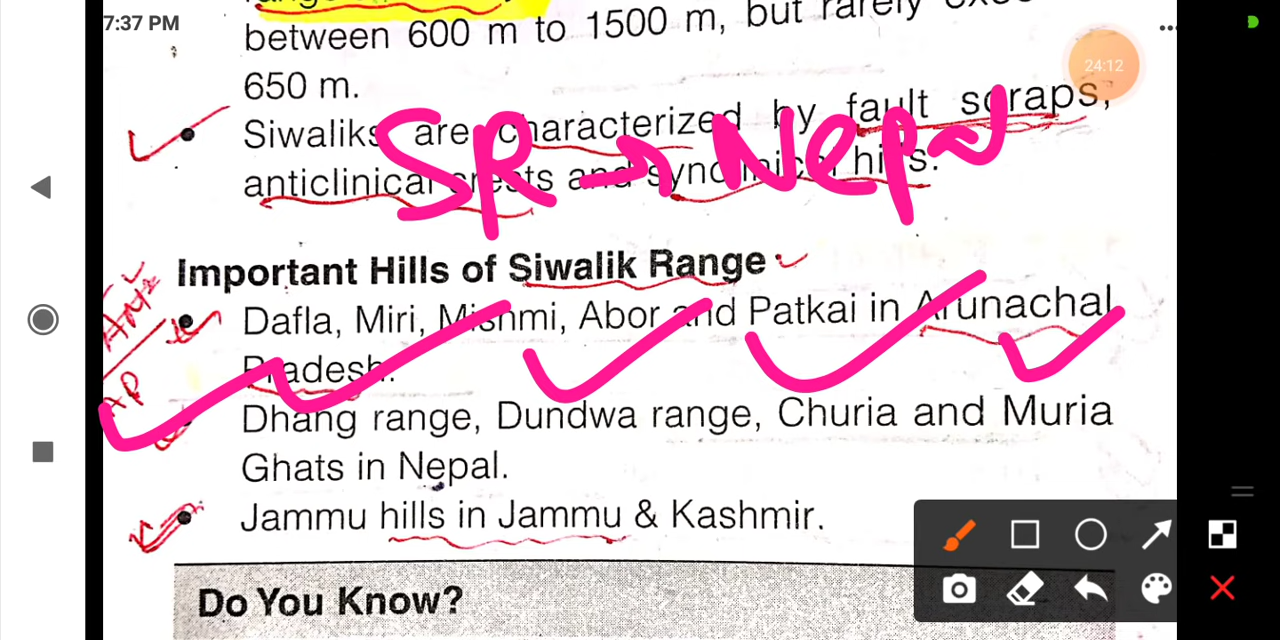 7:37 PM
between 600 m to 1500 m, but rarely
650 m.
24:12
Siwaliks are characterized by fault scraps,
anticlinical crests and synclinical hills.
SR → Nepal
Important Hills of Siwalik Range
Dafla, Miri, Mishmi, Abor and Patkai in Arunachal
Pradesh.
AP
Dhang range, Dundwa range, Churia and Muria
Ghats in Nepal.
Jammu hills in Jammu & Kashmir.
Do You Know?